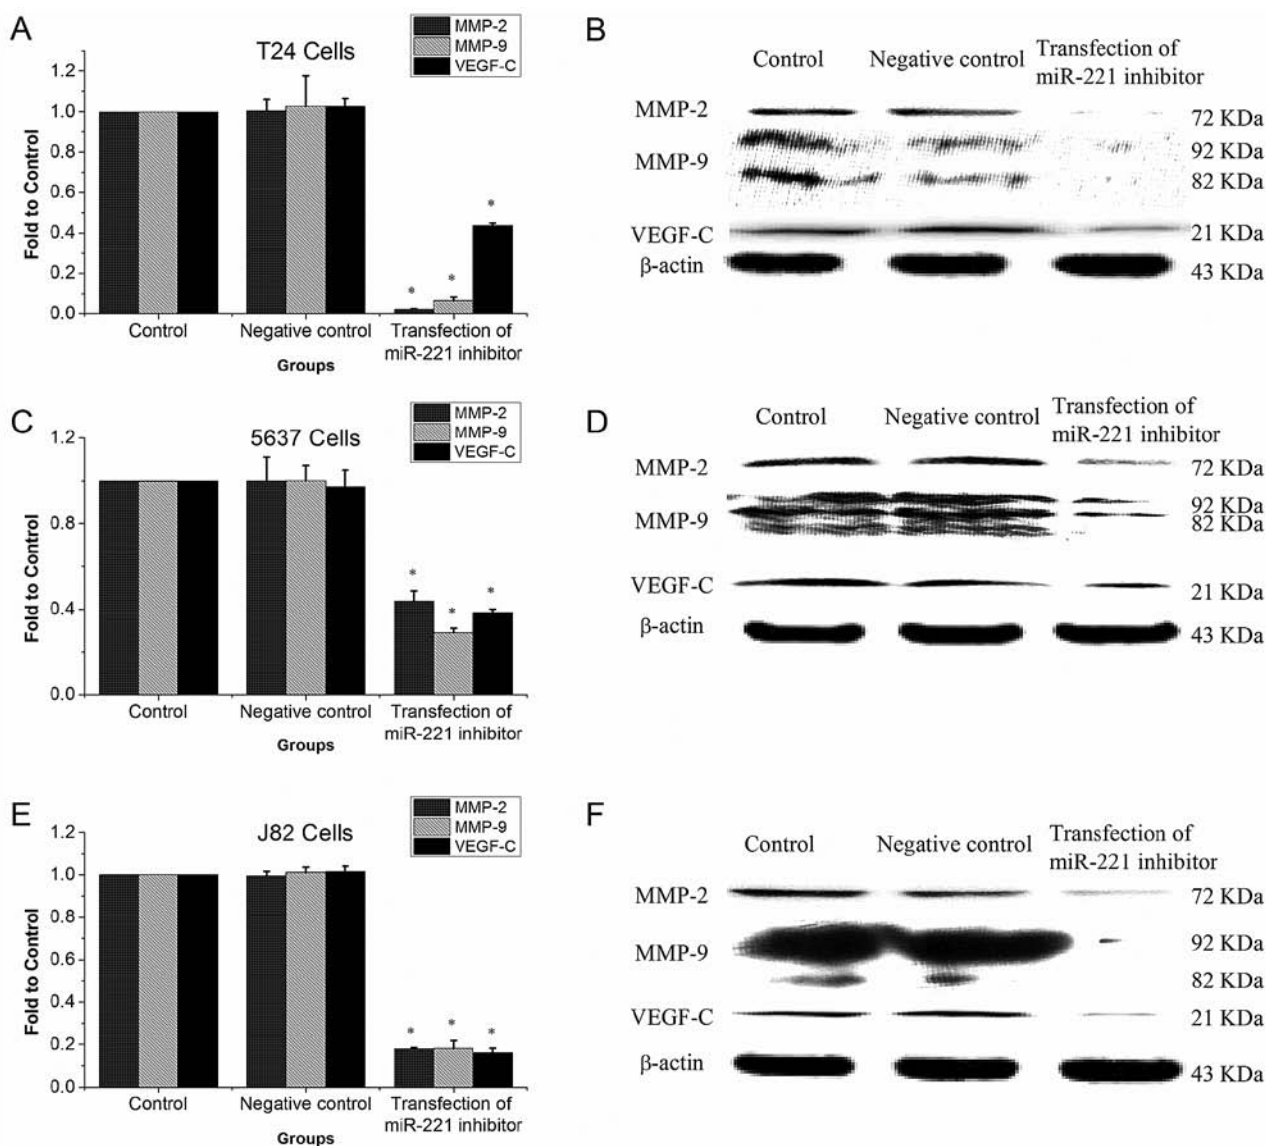 A
T24 Cells
MMP-2
MMP-9
VEGF-C
1.2
1.0
0.8
0.6
0.4
0.2
0.0
Fold to Control
* * *
Control
Negative control
Transfection of
miR-221 inhibitor
Groups
B
Control
Negative control
Transfection of
miR-221 inhibitor
MMP-2
72 KDa
MMP-9
92 KDa
82 KDa
VEGF-C
21 KDa
β-actin
43 KDa
C
5637 Cells
MMP-2
MMP-9
VEGF-C
1.2
0.8
0.4
0.0
Fold to Control
* * *
Control
Negative control
Transfection of
miR-221 inhibitor
Groups
D
Control
Negative control
Transfection of
miR-221 inhibitor
MMP-2
72 KDa
MMP-9
92 KDa
82 KDa
VEGF-C
21 KDa
β-actin
43 KDa
E
J82 Cells
MMP-2
MMP-9
VEGF-C
1.2
1.0
0.8
0.6
0.4
0.2
0.0
Fold to Control
* * *
Control
Negative control
Transfection of
miR-221 inhibitor
Groups
F
Control
Negative control
Transfection of
miR-221 inhibitor
MMP-2
72 KDa
MMP-9
92 KDa
82 KDa
VEGF-C
21 KDa
β-actin
43 KDa